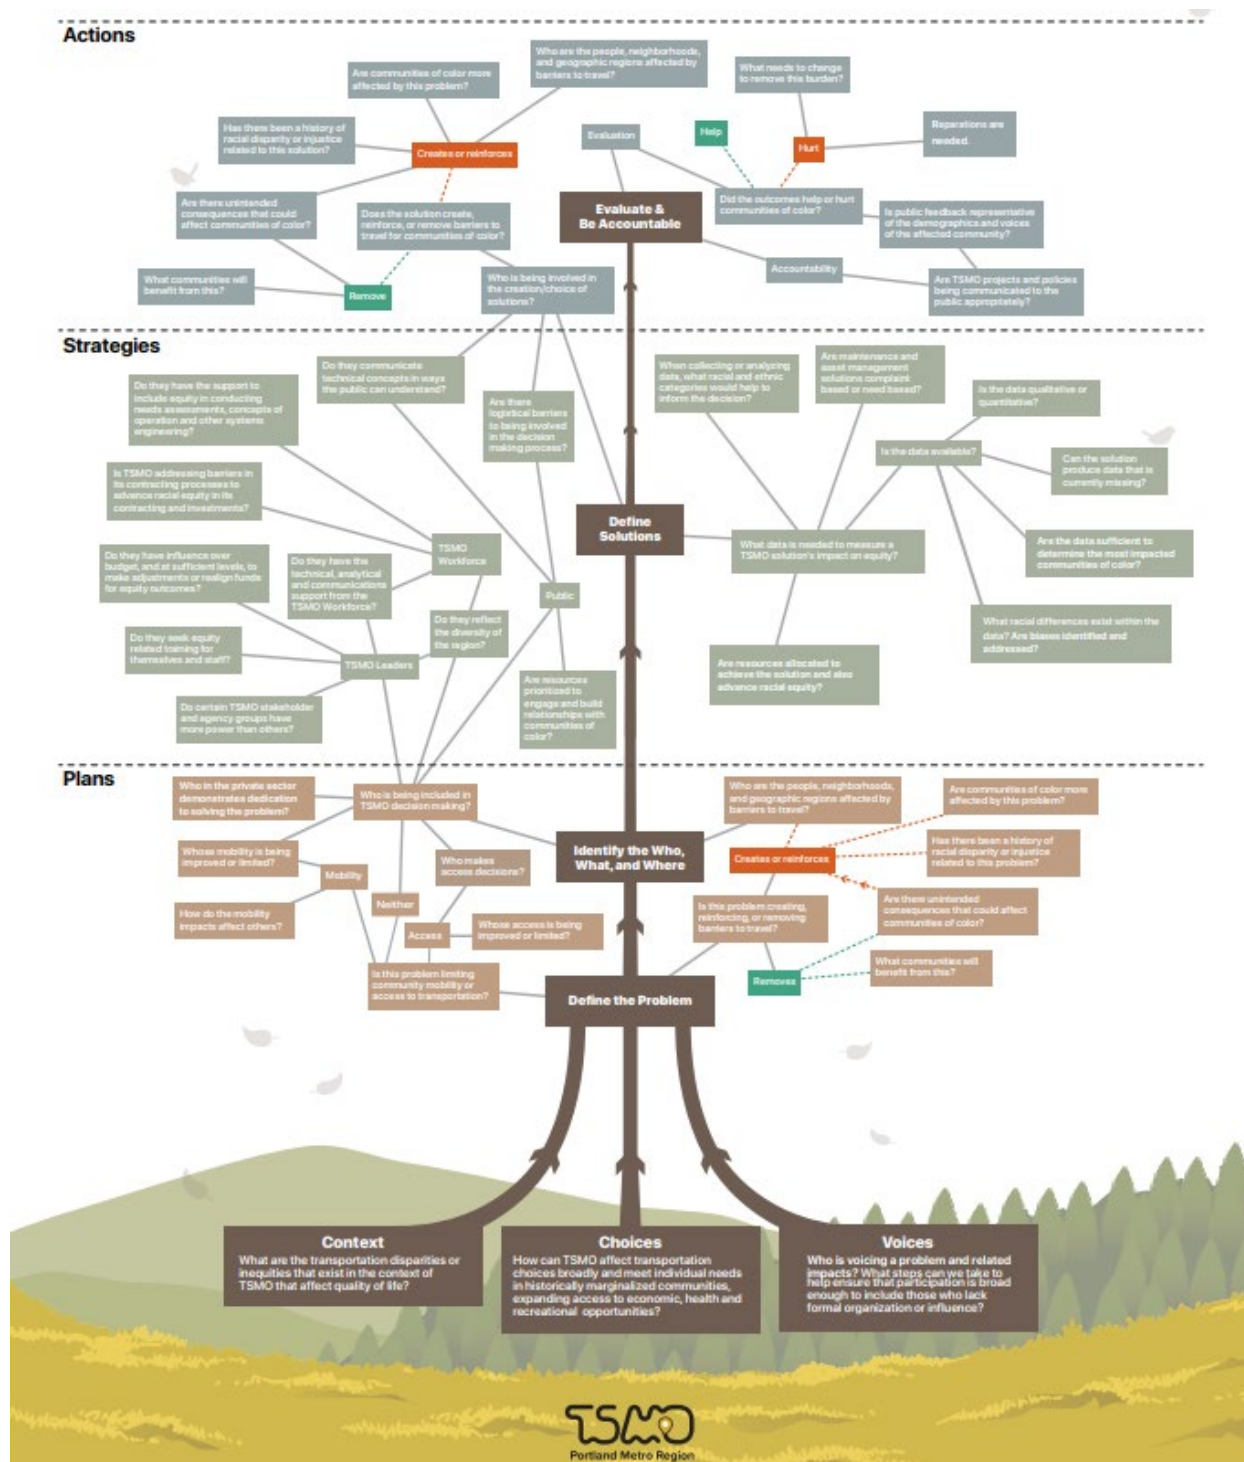 Actions
Who are the people, neighborhoods,
and geographic regions affected by
barriers to travel?
Are communities of color more
affected by this problem?
What needs to change
to remove this burden?
Has there been a history of
racial disparity or injustice
related to this solution?
Creates or reinforces
Evaluation
Help
Hurt
Reparations are
needed.
Are there unintended
consequences that could
affect communities of color?
Does the solution create,
reinforce, or remove barriers to
travel for communities of color?
Evaluate &
Be Accountable
Did the outcomes help or hurt
communities of color?
Is public feedback representative
of the demographics and voices
of the affected community?
What communities will
benefit from this?
Remove
Who is being involved in
the creation/choice of
solutions?
Accountability
Are TSMO projects and policies
being communicated to the
public appropriately?
Strategies
Do they have the support to
include equity in conducting
needs assessments, concepts of
operation and other systems
engineering?
Do they communicate
technical concepts in ways
the public can understand?
Are there
logistical barriers
to being involved
in the decision
making process?
When collecting or analyzing
data, what racial and ethnic
categories would help to
inform the decision?
Are maintenance and
asset management
solutions complaint
based or need based?
Is the data qualitative or
quantitative?
Is the data available?
Can the solution
produce data that is
currently missing?
Is TSMO addressing barriers in
its contracting processes to
advance racial equity in its
contracting and investments?
Define
Solutions
What data is needed to measure a
TSMO solution's impact on equity?
Are the data sufficient to
determine the most impacted
communities of color?
Do they have influence over
budget, and at sufficient levels, to
make adjustments or realign funds
for equity outcomes?
Do they have the
technical, analytical
and communications
support from the
TSMO Workforce?
TSMO
Workforce
Public
Do they reflect
the diversity of
the region?
What racial differences exist within the
data? Are biases identified and
addressed?
Do they seek equity
related training for
themselves and staff?
TSMO Leaders
Are resources
prioritized to
engage and build
relationships with
communities of
color?
Are resources allocated to
achieve the solution and also
advance racial equity?
Do certain TSMO stakeholder
and agency groups have
more power than others?
Plans
Who in the private sector
demonstrates dedication
to solving the problem?
Who is being included in
TSMO decision making?
Who are the people, neighborhoods,
and geographic regions affected by
barriers to travel?
Are communities of color more
affected by this problem?
Whose mobility is being
improved or limited?
Mobility
Who makes
access decisions?
Identify the Who,
What, and Where
Creates or reinforces
Has there been a history of
racial disparity or injustice
related to this problem?
How do the mobility
impacts affect others?
Neither
Access
Whose access is being
improved or limited?
Is this problem creating,
reinforcing, or removing
barriers to travel?
Are there unintended
consequences that could affect
communities of color?
Is this problem limiting
community mobility or
access to transportation?
Define the Problem
Removes
What communities will
benefit from this?
Context
What are the transportation disparities or
inequities that exist in the context of
TSMO that affect quality of life?
Choices
How can TSMO affect transportation
choices broadly and meet individual needs
in historically marginalized communities,
expanding access to economic, health and
recreational opportunities?
Voices
Who is voicing a problem and related
impacts? What steps can we take to
help ensure that participation is broad
enough to include those who lack
formal organization or influence?
TSMO
Portland Metro Region